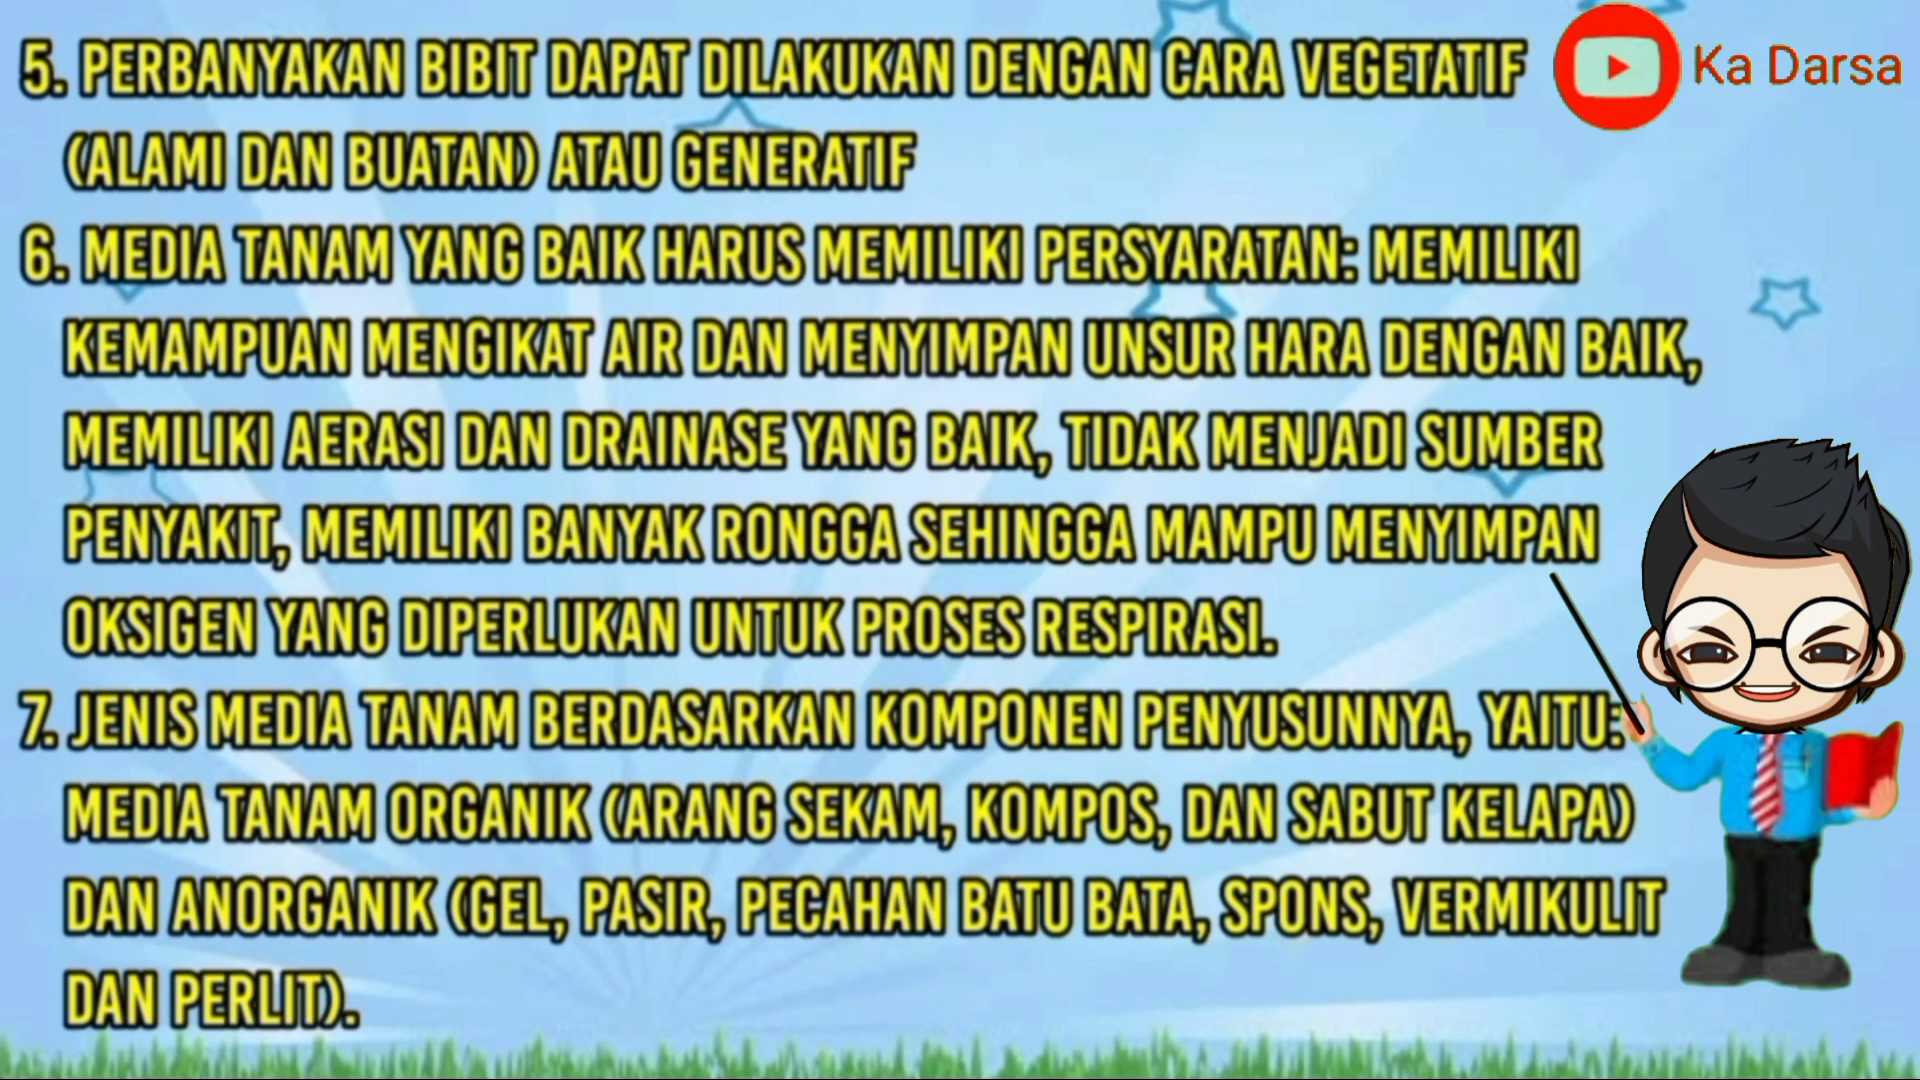 5. PERBANYAKAN BIBIT DAPAT DILAKUKAN DENGAN CARA VEGETATIF
(ALAMI DAN BUATAN) ATAU GENERATIF
6. MEDIA TANAM YANG BAIK HARUS MEMILIKI PERSYARATAN: MEMILIKI
KEMAMPUAN MENGIKAT AIR DAN MENYIMPAN UNSUR HARA DENGAN BAIK,
MEMILIKI AERASI DAN DRAINASE YANG BAIK, TIDAK MENJADI SUMBER
PENYAKIT, MEMILIKI BANYAK RONGGA SEHINGGA MAMPU MENYIMPAN
OKSIGEN YANG DIPERLUKAN UNTUK PROSES RESPIRASI.
7. JENIS MEDIA TANAM BERDASARKAN KOMPONEN PENYUSUNNYA, YAITU:
MEDIA TANAM ORGANIK (ARANG SEKAM, KOMPOS, DAN SABUT KELAPA)
DAN ANORGANIK (GEL, PASIR, PECAHAN BATU BATA, SPONS, VERMIKULIT
DAN PERLIT).
Ka Darsa